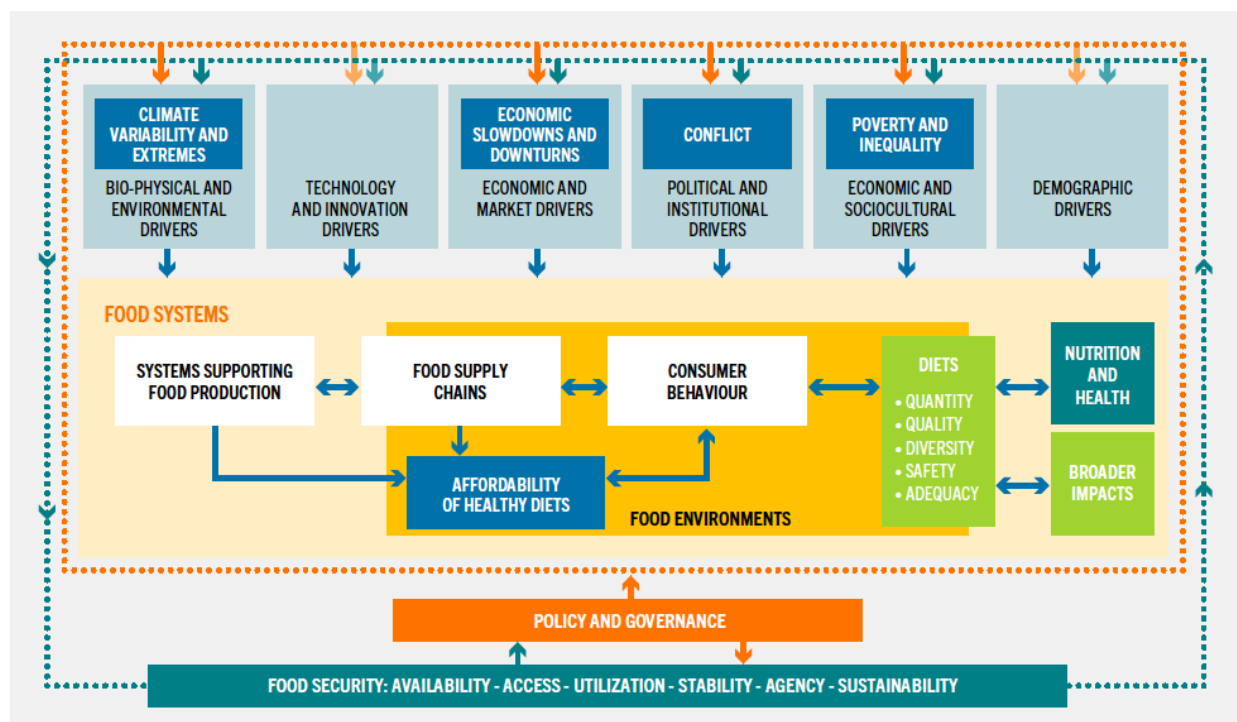 CLIMATE
VARIABILITY AND
EXTREMES
BIO-PHYSICAL AND
ENVIRONMENTAL
DRIVERS
TECHNOLOGY
AND INNOVATION
DRIVERS
ECONOMIC
SLOWDOWNS AND
DOWNTURNS
ECONOMIC AND
MARKET DRIVERS
CONFLICT
POLITICAL AND
INSTITUTIONAL
DRIVERS
POVERTY AND
INEQUALITY
ECONOMIC AND
SOCIOCULTURAL
DRIVERS
DEMOGRAPHIC
DRIVERS
FOOD SYSTEMS
SYSTEMS SUPPORTING
FOOD PRODUCTION
FOOD SUPPLY
CHAINS
CONSUMER
BEHAVIOUR
DIETS
• QUANTITY
• QUALITY
• DIVERSITY
• SAFETY
• ADEQUACY
NUTRITION
AND
HEALTH
BROADER
IMPACTS
AFFORDABILITY
OF HEALTHY DIETS
FOOD ENVIRONMENTS
POLICY AND GOVERNANCE
FOOD SECURITY: AVAILABILITY - ACCESS - UTILIZATION - STABILITY - AGENCY - SUSTAINABILITY